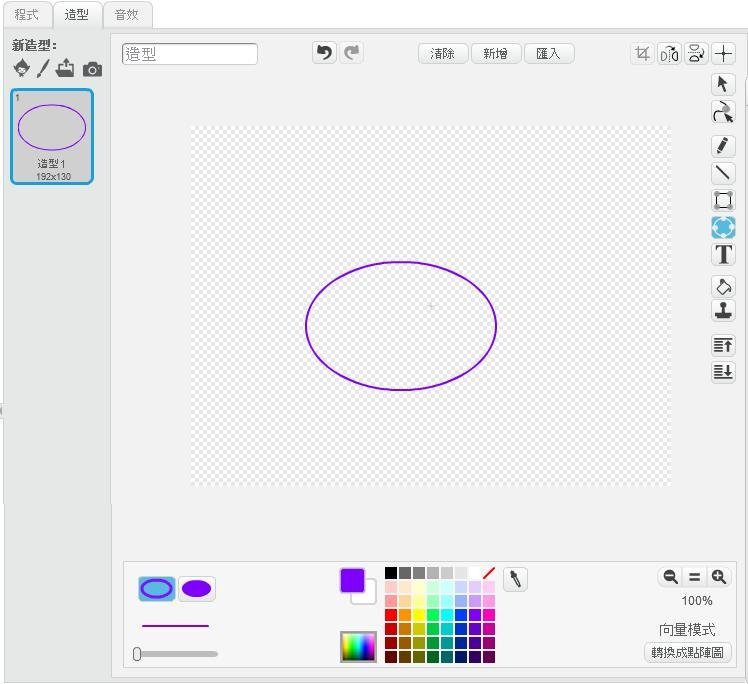 程式 造型 音效
新造型:
造型
清除 新增 匯入
1
造型 1
192x130
T
100%
向量模式
轉換成點陣圖